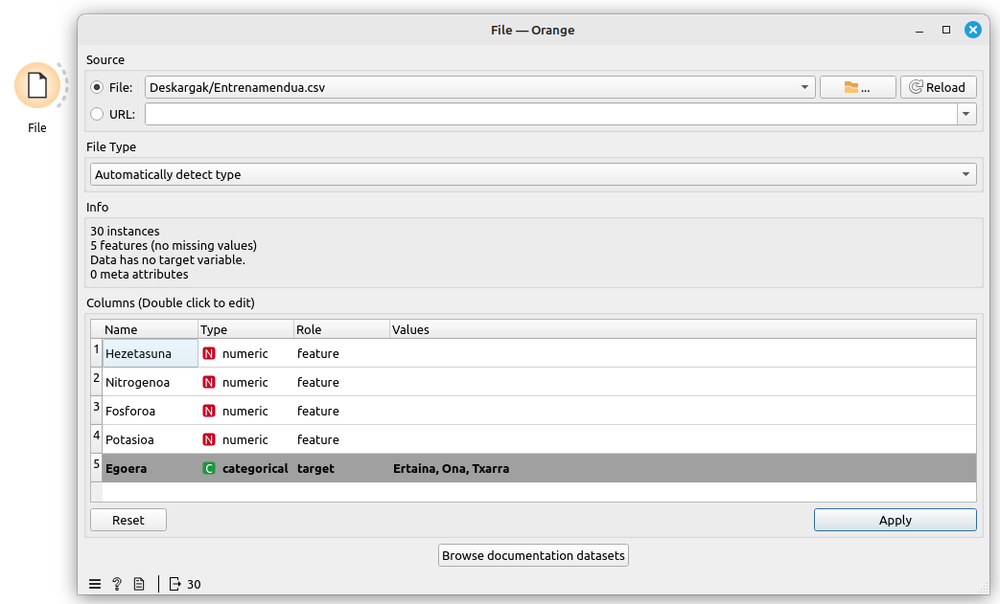 File — Orange
Source
File: Deskargak/Entrenamendua.csv ... Reload
URL:
File
File Type
Automatically detect type
Info
30 instances
5 features (no missing values)
Data has no target variable.
0 meta attributes
Columns (Double click to edit)
Name Type Role Values
1 Hezetasuna N numeric feature
2 Nitrogenoa N numeric feature
3 Fosforoa N numeric feature
4 Potasioa N numeric feature
5 Egoera C categorical target Ertaina, Ona, Txarra
Reset Apply
Browse documentation datasets
? 30